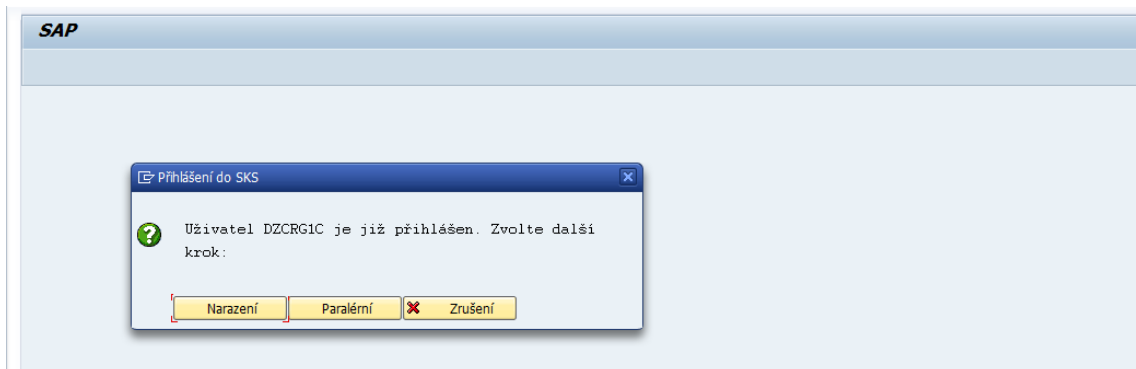 SAP
Přihlášení do SKS
Uživatel DZCRG1C je již přihlášen. Zvolte další
krok:
Narazení Paralérní Zrušení